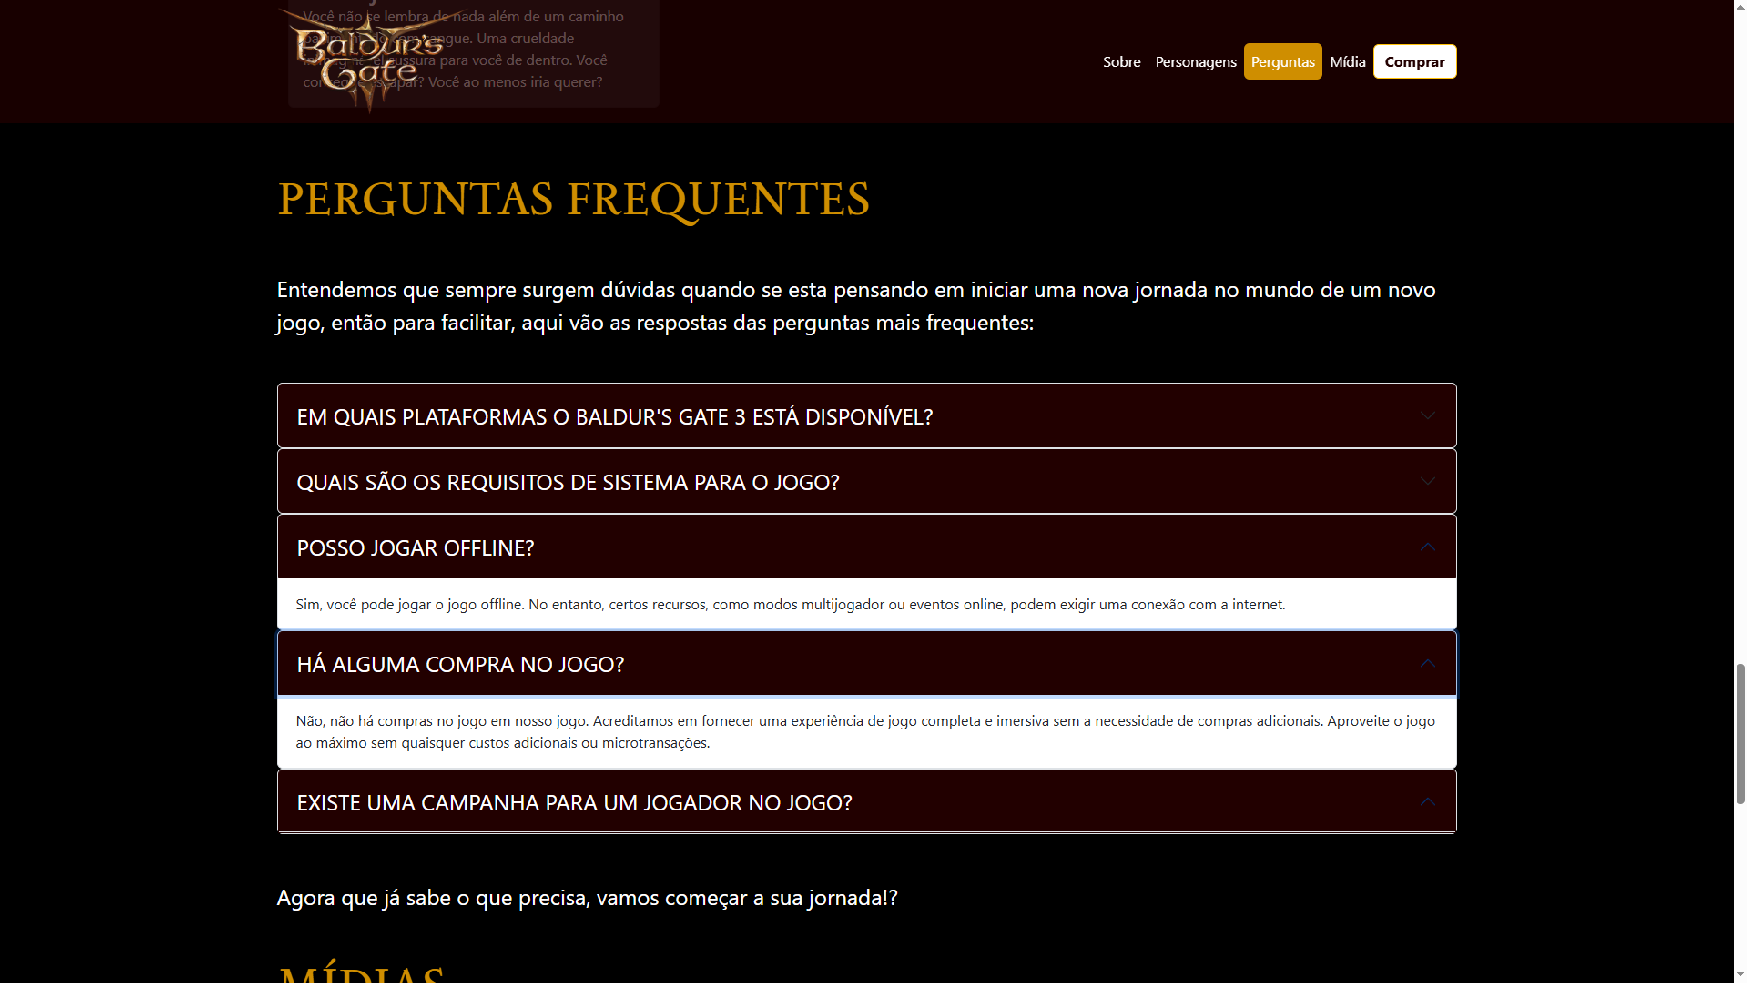 Você não se lembra de nada além de um caminho
sangue. Uma crueldade
sussura para você de dentro. Você
escapar? Você ao menos iria querer?
Baldur's
Gate
Sobre Personagens Perguntas Mídia Comprar
PERGUNTAS FREQUENTES
Entendemos que sempre surgem dúvidas quando se esta pensando em iniciar uma nova jornada no mundo de um novo
jogo, então para facilitar, aqui vão as respostas das perguntas mais frequentes:
EM QUAIS PLATAFORMAS O BALDUR'S GATE 3 ESTÁ DISPONÍVEL?
QUAIS SÃO OS REQUISITOS DE SISTEMA PARA O JOGO?
POSSO JOGAR OFFLINE?
Sim, você pode jogar o jogo offline. No entanto, certos recursos, como modos multijogador ou eventos online, podem exigir uma conexão com a internet.
HÁ ALGUMA COMPRA NO JOGO?
Não, não há compras no jogo em nosso jogo. Acreditamos em fornecer uma experiência de jogo completa e imersiva sem a necessidade de compras adicionais. Aproveite o jogo
ao máximo sem quaisquer custos adicionais ou microtransações.
EXISTE UMA CAMPANHA PARA UM JOGADOR NO JOGO?
Agora que já sabe o que precisa, vamos começar a sua jornada!?
MÍDIAS